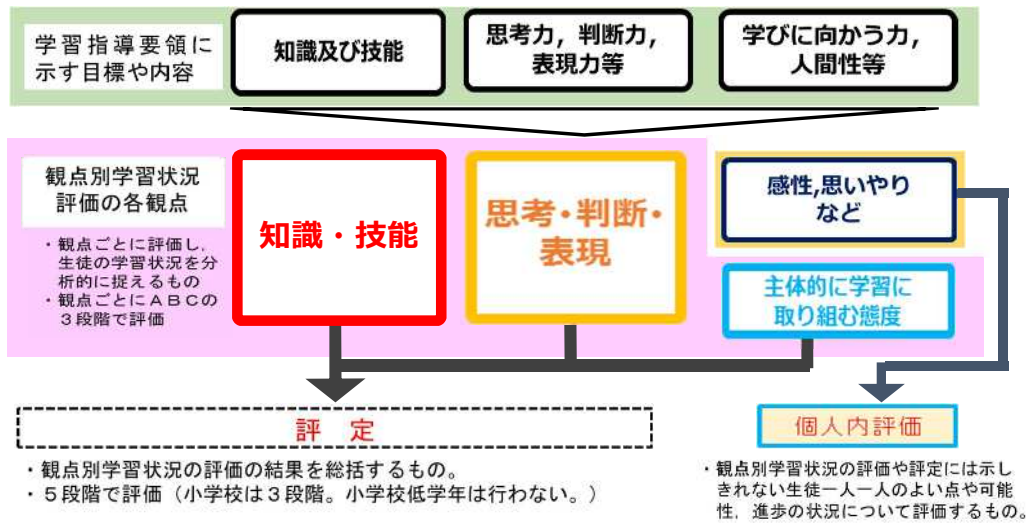 学習指導要領に
示す目標や内容
知識及び技能
思考力，判断力，
表現力等
学びに向かう力，
人間性等
観点別学習状況
評価の各観点
・観点ごとに評価し，
生徒の学習状況を分
析的に捉えるもの
・観点ごとにＡＢＣの
３段階で評価
知識・技能
思考・判断・
表現
感性,思いやり
など
主体的に学習に
取り組む態度
評 定
・観点別学習状況の評価の結果を総括するもの。
・５段階で評価（小学校は３段階。小学校低学年は行わない。）
個人内評価
・観点別学習状況の評価や評定には示し
きれない生徒一人一人のよい点や可能
性，進歩の状況について評価するもの。